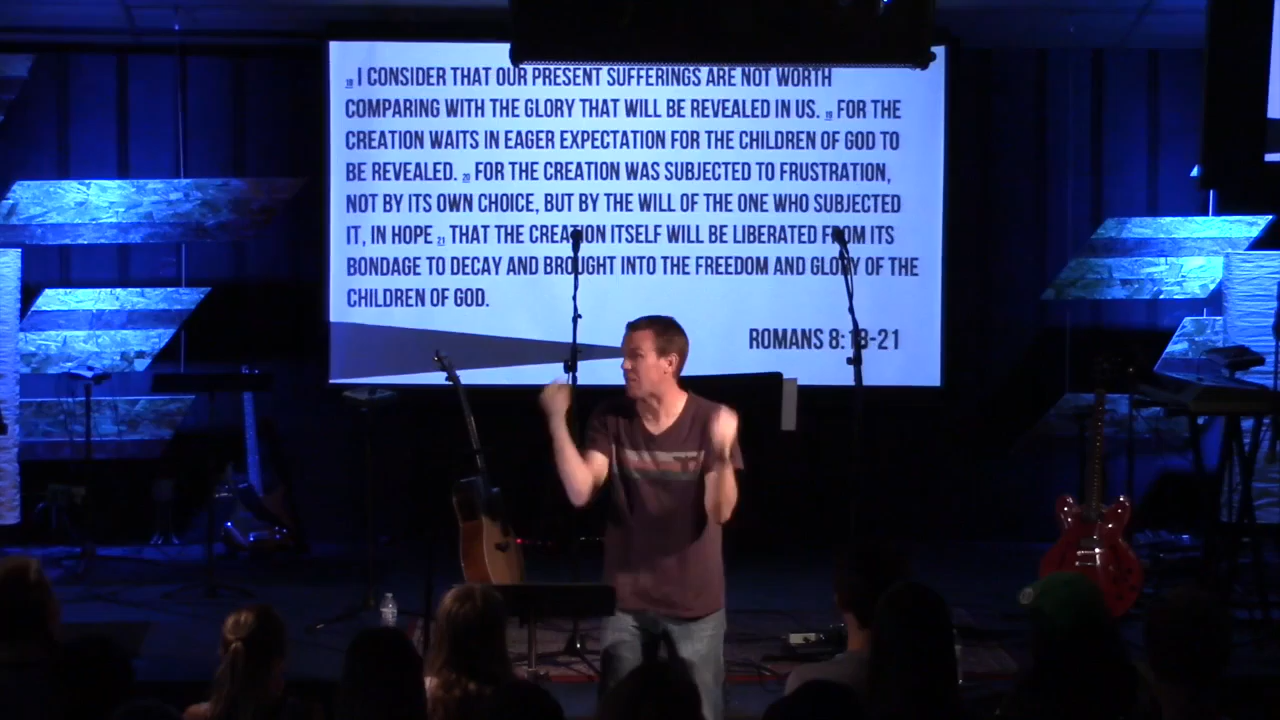 18 I CONSIDER THAT OUR PRESENT SUFFERINGS ARE NOT WORTH
COMPARING WITH THE GLORY THAT WILL BE REVEALED IN US. 19 FOR THE
CREATION WAITS IN EAGER EXPECTATION FOR THE CHILDREN OF GOD TO
BE REVEALED. 20 FOR THE CREATION WAS SUBJECTED TO FRUSTRATION,
NOT BY ITS OWN CHOICE, BUT BY THE WILL OF THE ONE WHO SUBJECTED
IT, IN HOPE 21 THAT THE CREATION ITSELF WILL BE LIBERATED FROM ITS
BONDAGE TO DECAY AND BROUGHT INTO THE FREEDOM AND GLORY OF THE
CHILDREN OF GOD.
ROMANS 8:18-21